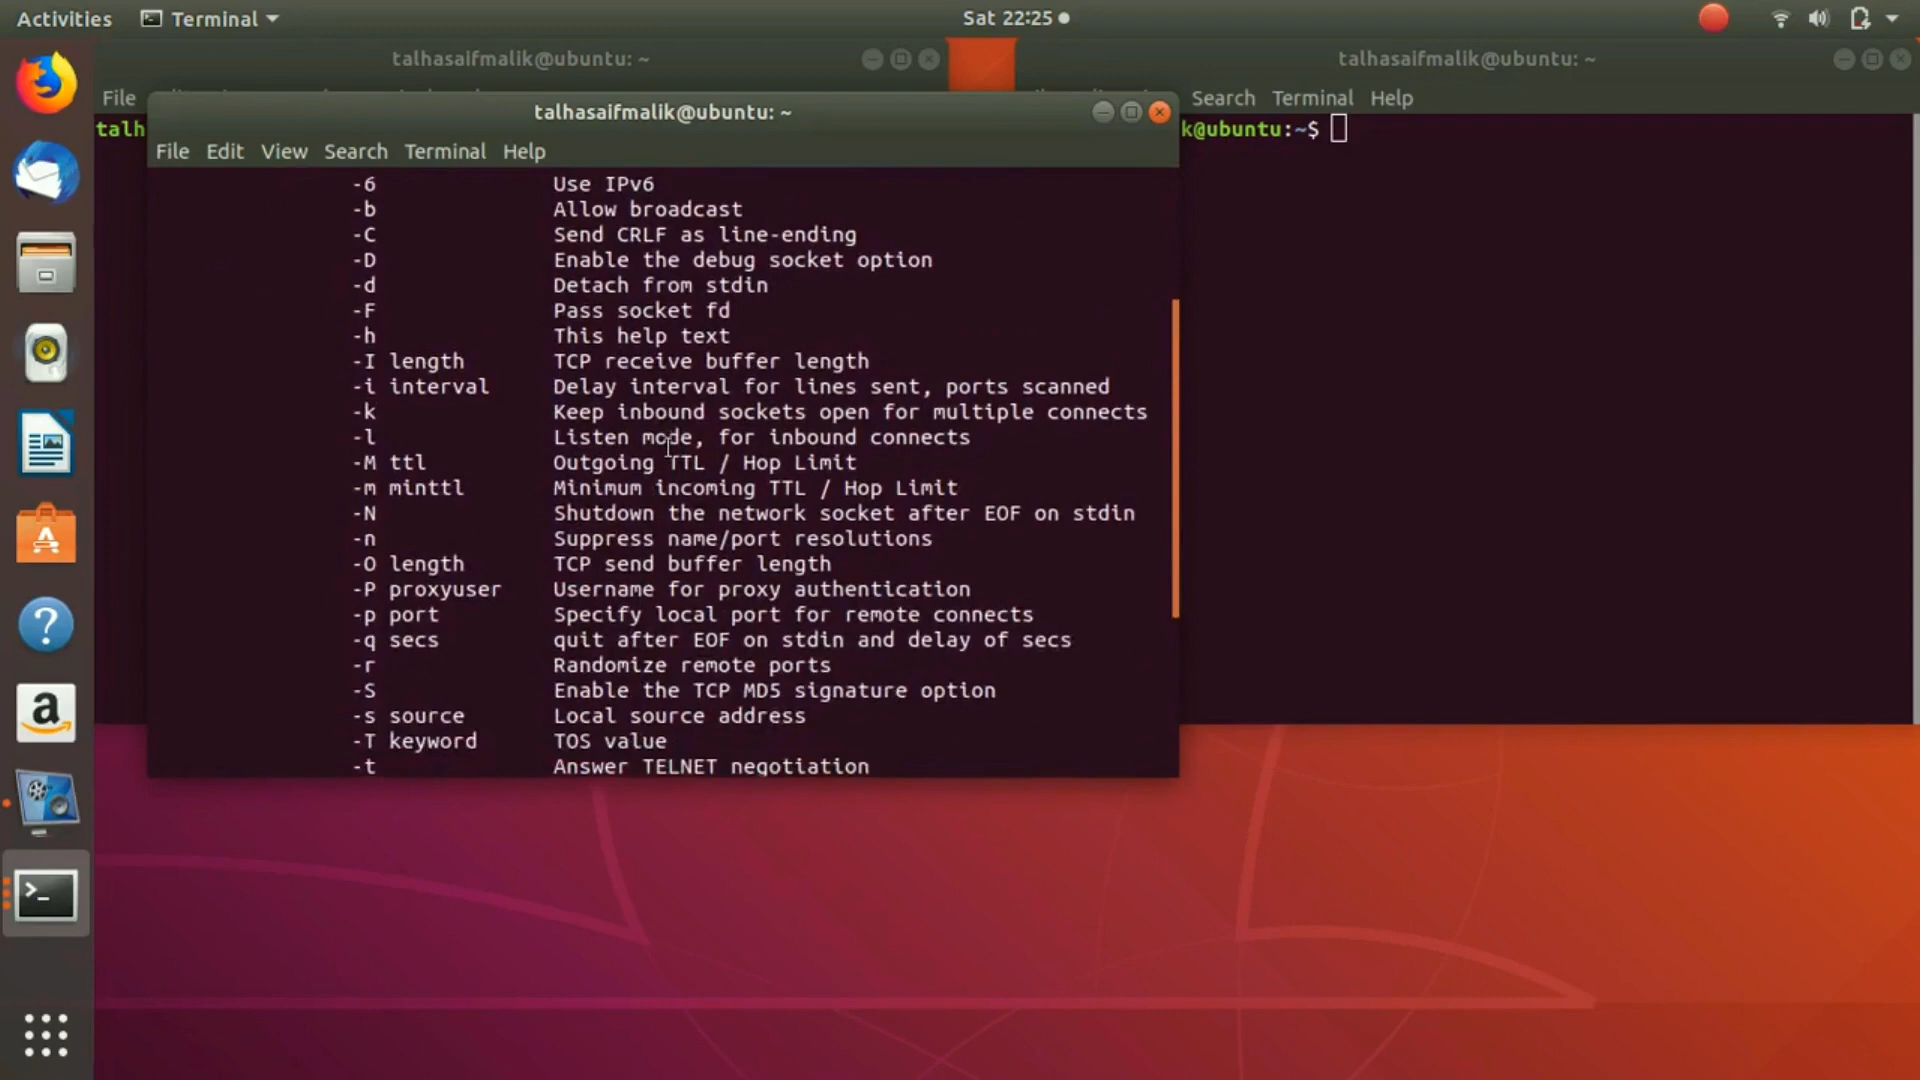 Activities
Terminal
Sat 22:25
talhasaifmalik@ubuntu: ~
talhasaifmalik@ubuntu: ~
File
Search Terminal Help
talh
k@ubuntu:~$
talhasaifmalik@ubuntu: ~
File Edit View Search Terminal Help
-6 Use IPv6
-b Allow broadcast
-C Send CRLF as line-ending
-D Enable the debug socket option
-d Detach from stdin
-F Pass socket fd
-h This help text
-I length TCP receive buffer length
-i interval Delay interval for lines sent, ports scanned
-k Keep inbound sockets open for multiple connects
-l Listen mode, for inbound connects
-M ttl Outgoing TTL / Hop Limit
-m minttl Minimum incoming TTL / Hop Limit
-N Shutdown the network socket after EOF on stdin
-n Suppress name/port resolutions
-O length TCP send buffer length
-P proxyuser Username for proxy authentication
-p port Specify local port for remote connects
-q secs quit after EOF on stdin and delay of secs
-r Randomize remote ports
-S Enable the TCP MD5 signature option
-s source Local source address
-T keyword TOS value
-t Answer TELNET negotiation